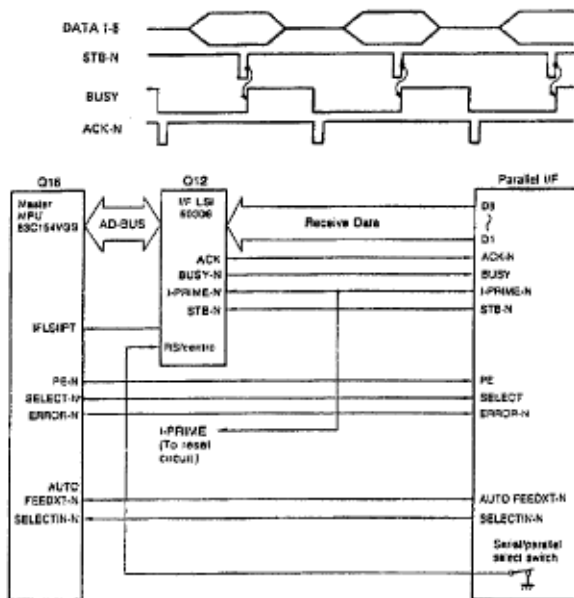 DATA 1-8
STB-N
BUSY
ACK-N
Q16
Q12
Parallel I/F
Master
MPU
83C154VGS
AD-BUS
I/F LSI
60006
Receive Data
D8
D1
ACK
ACK-N
BUSY-N
BUSY
I-PRIME-N
I-PRIME-N
STB-N
STB-N
IFLSIIPT
RS/centro
PE-N
PE
SELECT-N
SELECT
ERROR-N
ERROR-N
I-PRIME
(To reset
circuit)
AUTO
FEEDXT-N
AUTO FEEDXT-N
SELECTIN-N
SELECTIN-N
Serial/parallel
select switch